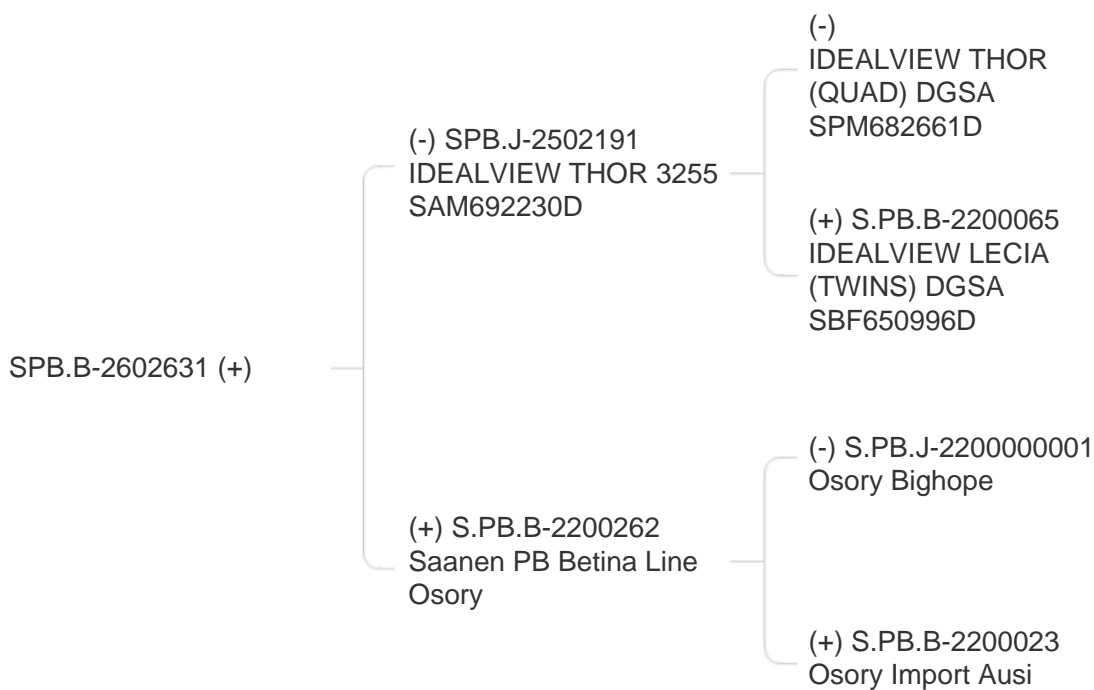 (-)
IDEALVIEW THOR
(QUAD) DGSA
SPM682661D
(-) SPB.J-2502191
IDEALVIEW THOR 3255
SAM692230D
(+) S.PB.B-2200065
IDEALVIEW LECIA
(TWINS) DGSA
SBF650996D
SPB.B-2602631 (+)
(-) S.PB.J-2200000001
Osory Bighope
(+) S.PB.B-2200262
Saanen PB Betina Line
Osory
(+) S.PB.B-2200023
Osory Import Ausi